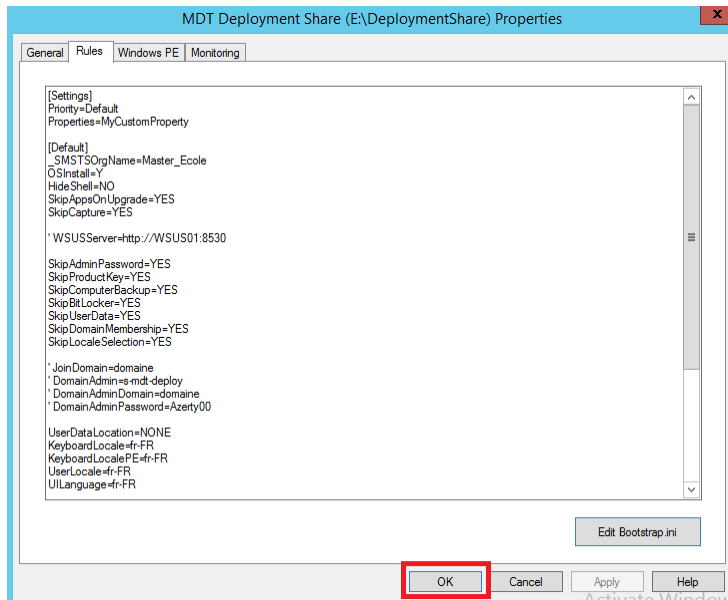 MDT Deployment Share (E:\DeploymentShare) Properties
x
General Rules Windows PE Monitoring
[Settings]
Priority=Default
Properties=MyCustomProperty
[Default]
_SMSTSOrgName=Master_Ecole
OSInstall=Y
HideShell=NO
SkipAppsOnUpgrade=YES
SkipCapture=YES
' WSUSServer=http://WSUS01:8530
SkipAdminPassword=YES
SkipProductKey=YES
SkipComputerBackup=YES
SkipBitLocker=YES
SkipUserData=YES
SkipDomainMembership=YES
SkipLocaleSelection=YES
' JoinDomain=domaine
' DomainAdmin=s-mdt-deploy
' DomainAdminDomain=domaine
' DomainAdminPassword=Azerty00
UserDataLocation=NONE
KeyboardLocale=fr-FR
KeyboardLocalePE=fr-FR
UserLocale=fr-FR
UILanguage=fr-FR
Edit Bootstrap.ini
OK Cancel Apply Help
Activate Window